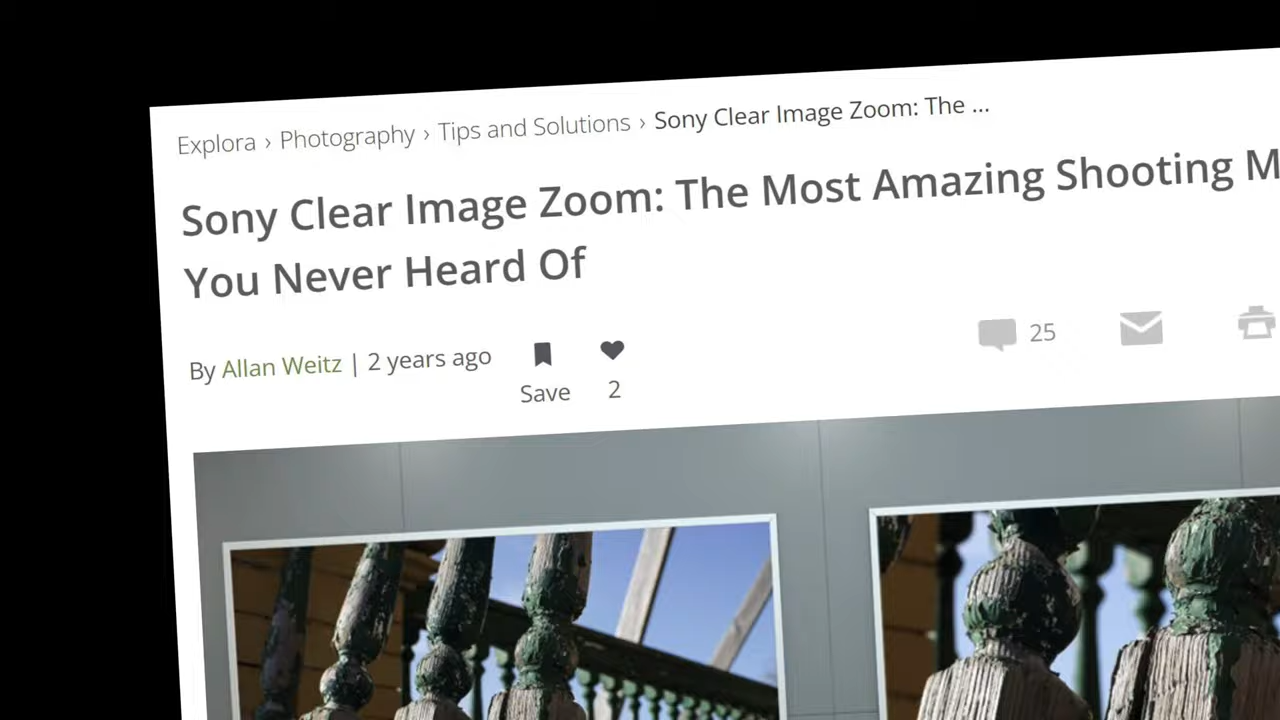 Explora › Photography › Tips and Solutions › Sony Clear Image Zoom: The ...
Sony Clear Image Zoom: The Most Amazing Shooting M
You Never Heard Of
By Allan Weitz | 2 years ago
25
Save 2